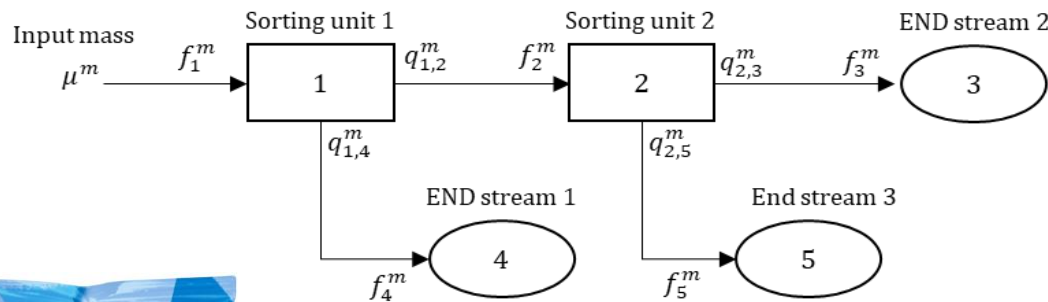 Sorting unit 1
Sorting unit 2
END stream 2
Input mass
μ^m
f_1^m
1
q_{1,2}^m
f_2^m
2
q_{2,3}^m
f_3^m
3
q_{1,4}^m
q_{2,5}^m
END stream 1
End stream 3
4
5
f_4^m
f_5^m